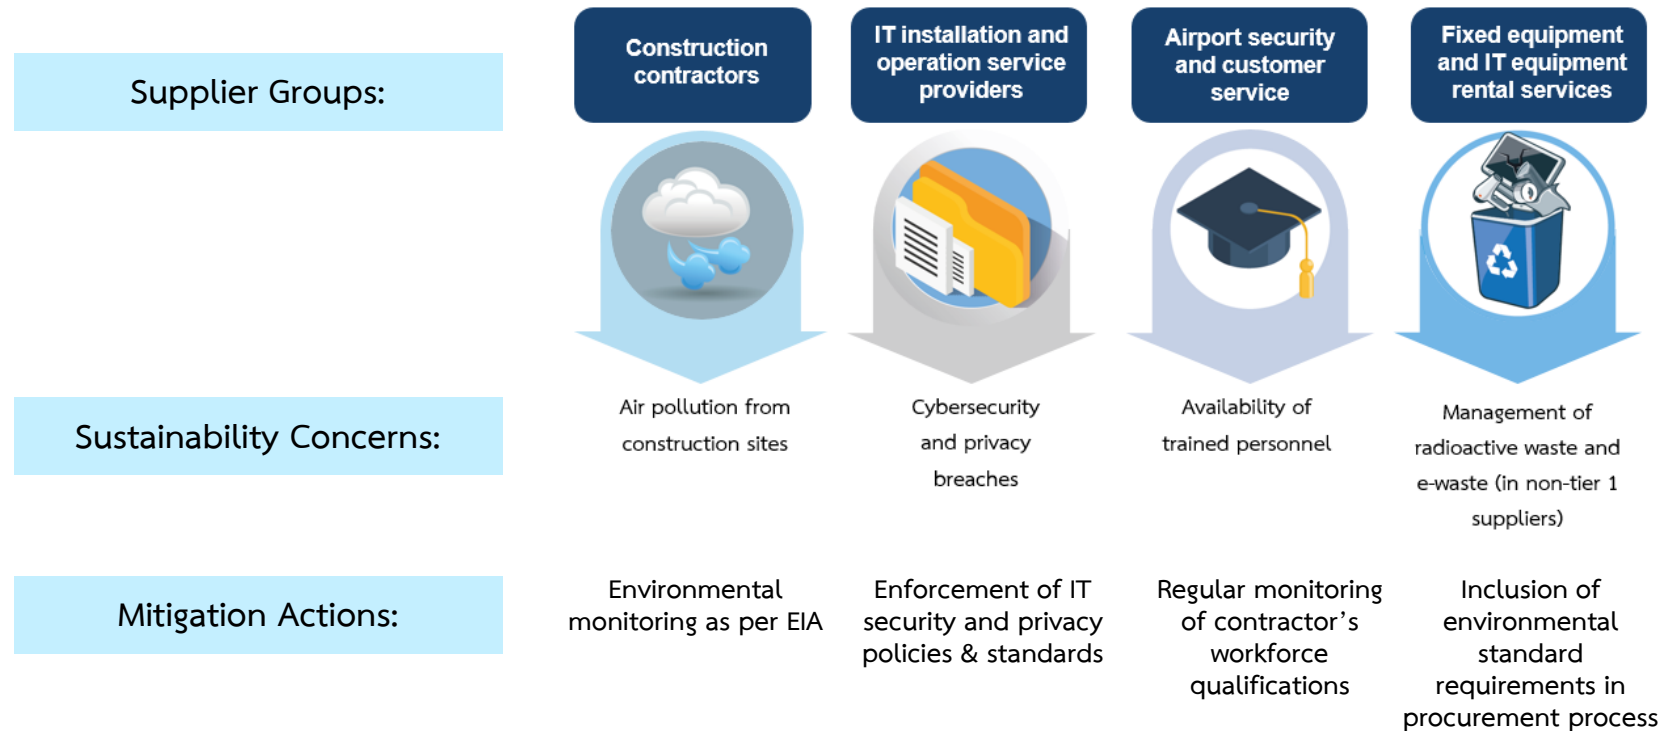 Supplier Groups:
Construction
contractors
IT installation and
operation service
providers
Airport security
and customer
service
Fixed equipment
and IT equipment
rental services
Sustainability Concerns:
Air pollution from
construction sites
Cybersecurity
and privacy
breaches
Availability of
trained personnel
Management of
radioactive waste and
e-waste (in non-tier 1
suppliers)
Mitigation Actions:
Environmental
monitoring as per EIA
Enforcement of IT
security and privacy
policies & standards
Regular monitoring
of contractor’s
workforce
qualifications
Inclusion of
environmental
standard
requirements in
procurement process